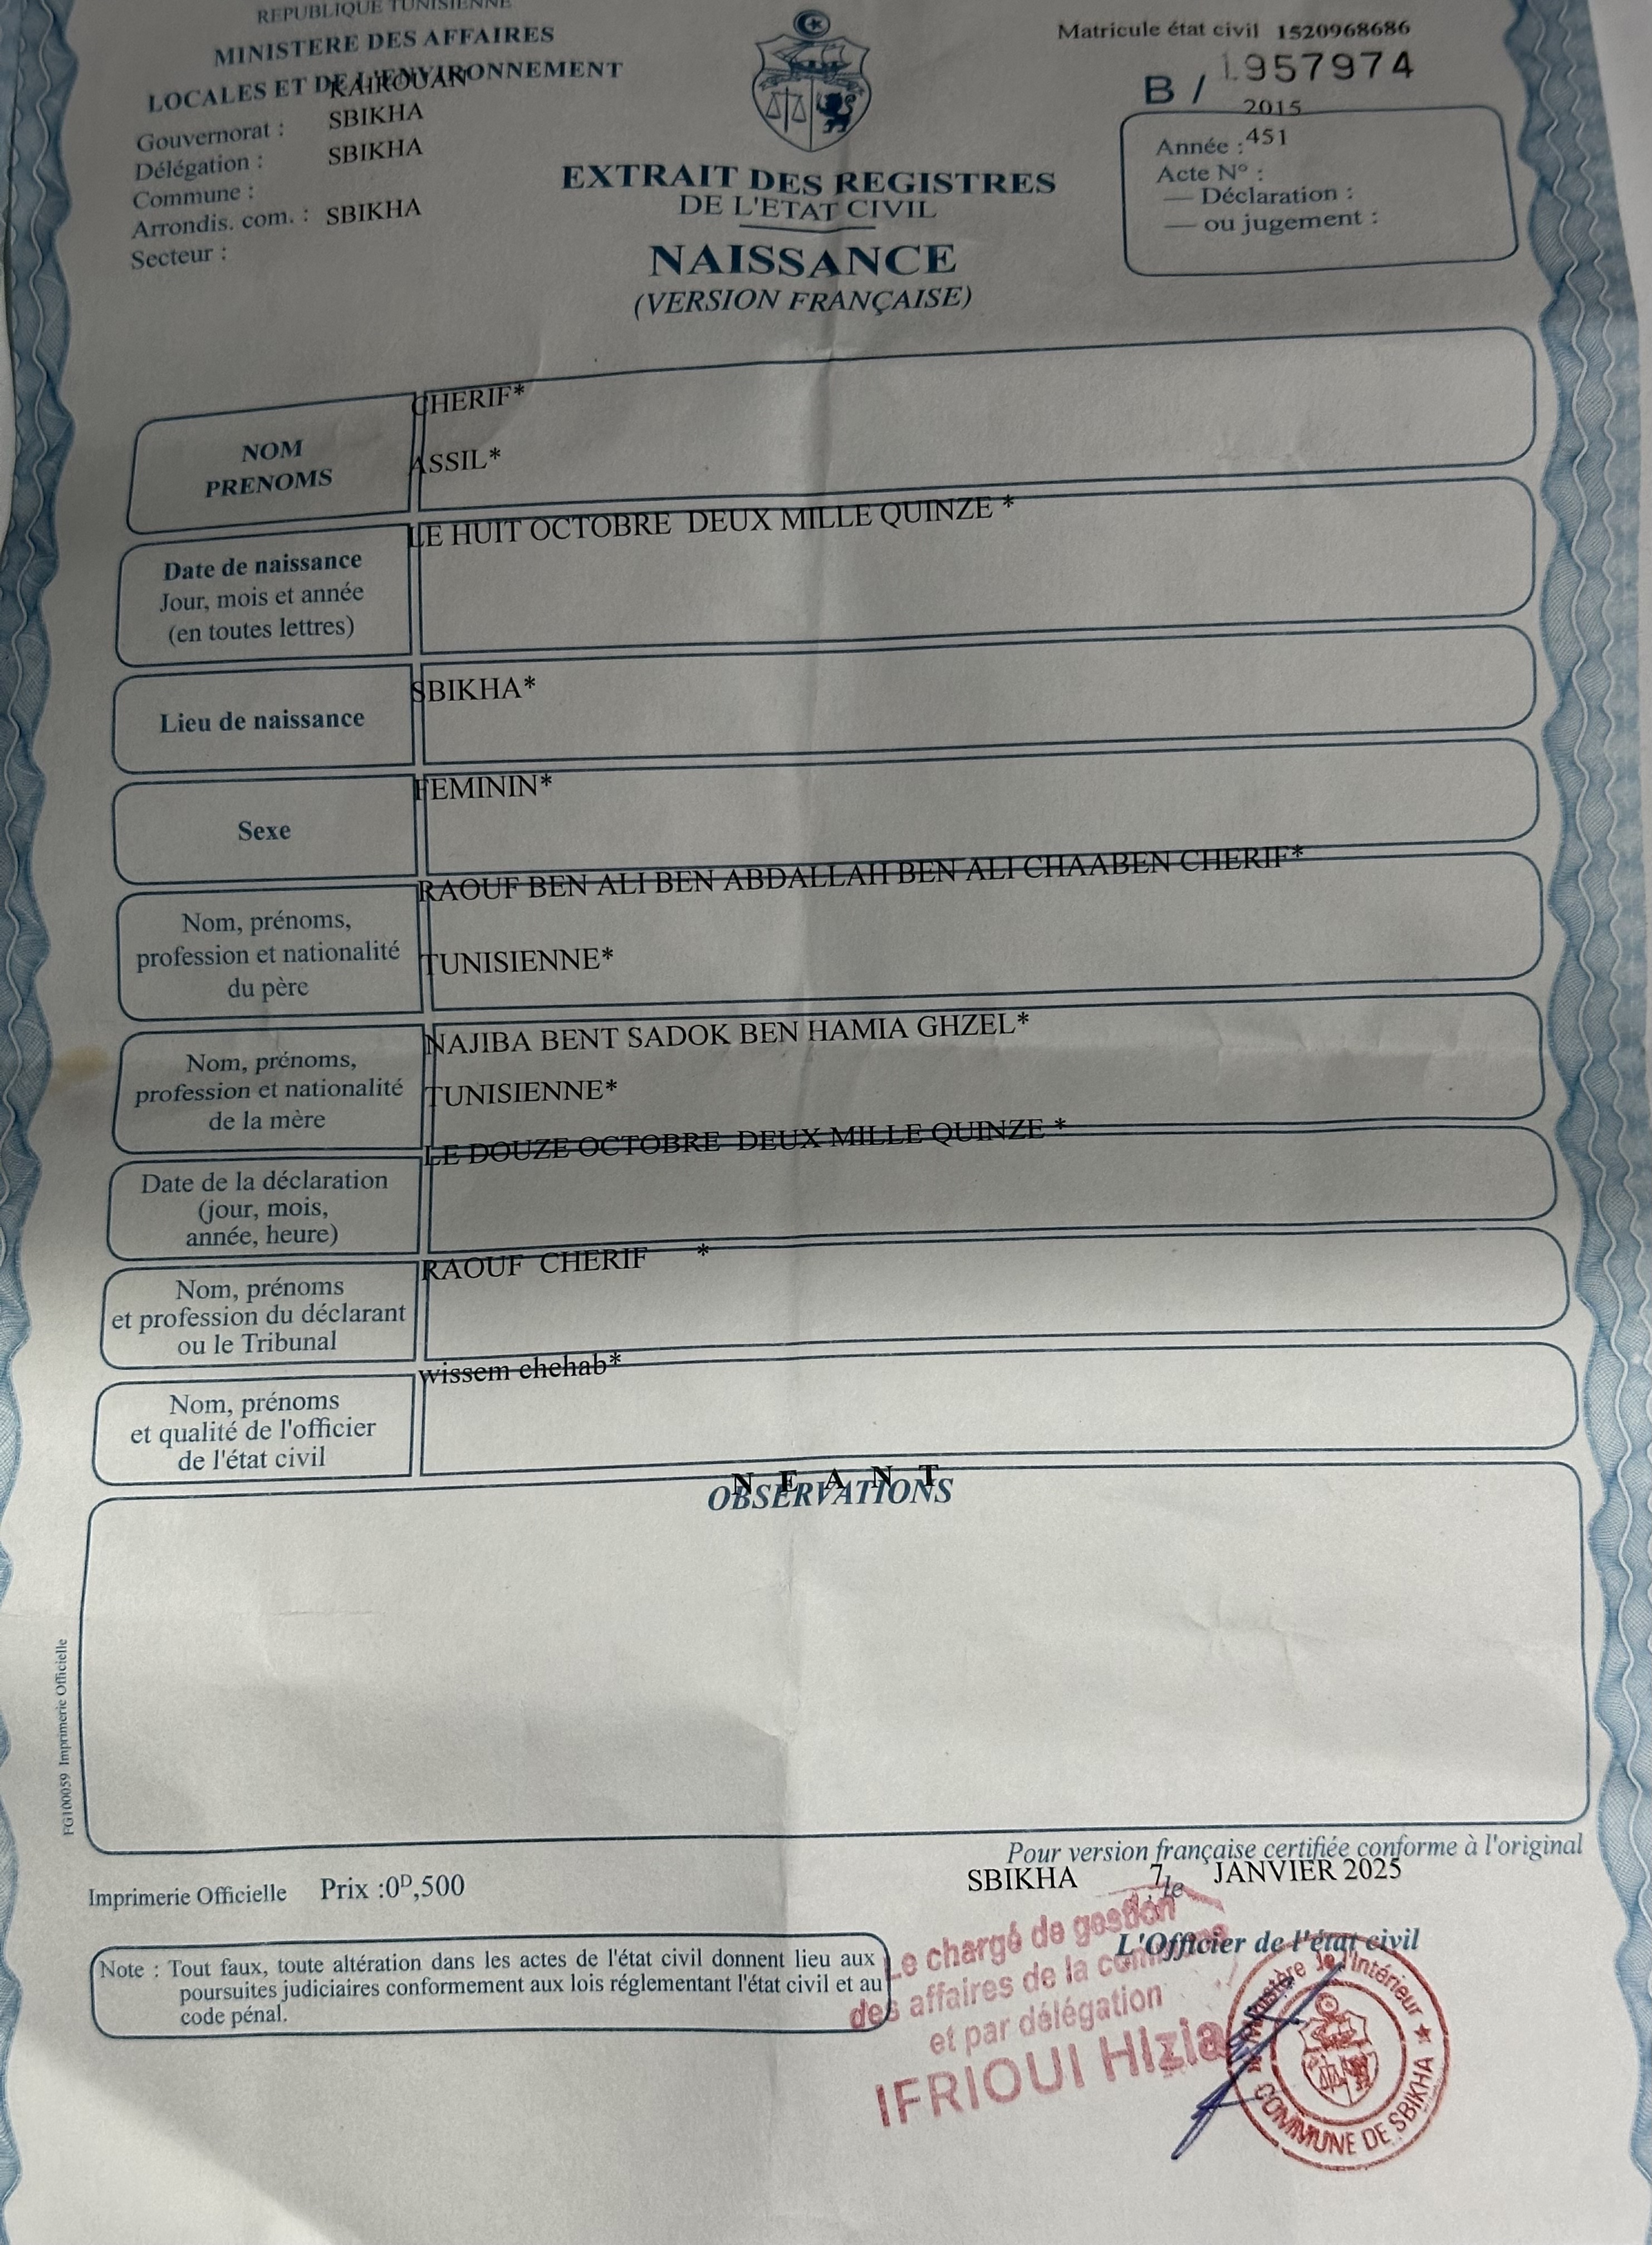 REPUBLIQUE TUNISIENNE
MINISTERE DES AFFAIRES
LOCALES ET DE L'ENVIRONNEMENT
KAIROUAN
Gouvernorat : SBIKHA
Délégation : SBIKHA
Commune :
Arrondis. com. : SBIKHA
Secteur :
EXTRAIT DES REGISTRES
DE L'ETAT CIVIL
NAISSANCE
(VERSION FRANÇAISE)
Matricule état civil 1520968686
B / 1957974
2015
Année : 451
Acte N° :
— Déclaration :
— ou jugement :
NOM
PRENOMS
CHERIF*
ASSIL*
Date de naissance
Jour, mois et année
(en toutes lettres)
LE HUIT OCTOBRE DEUX MILLE QUINZE *
Lieu de naissance
SBIKHA*
Sexe
FEMININ*
Nom, prénoms,
profession et nationalité
du père
RAOUF BEN ALI BEN ABDALLAH BEN ALI CHAABEN CHERIF*
TUNISIENNE*
Nom, prénoms,
profession et nationalité
de la mère
NAJIBA BENT SADOK BEN HAMIA GHZEL*
TUNISIENNE*
Date de la déclaration
(jour, mois,
année, heure)
LE DOUZE OCTOBRE DEUX MILLE QUINZE *
Nom, prénoms
et profession du déclarant
ou le Tribunal
RAOUF CHERIF *
Nom, prénoms
et qualité de l'officier
de l'état civil
wissem chehab*
N E A N T
OBSERVATIONS
FG100059 Imprimerie Officielle
Pour version française certifiée conforme à l'original
SBIKHA 7 , le JANVIER 2025
Imprimerie Officielle Prix :0D,500
L'Officier de l'état civil
Note : Tout faux, toute altération dans les actes de l'état civil donnent lieu aux
poursuites judiciaires conformement aux lois réglementant l'état civil et au
code pénal.
Le chargé de gestion
des affaires de la commune
et par délégation
IFRIOUI HIzia
Ministère de l'Intérieur ★
COMMUNE DE SBIKHA